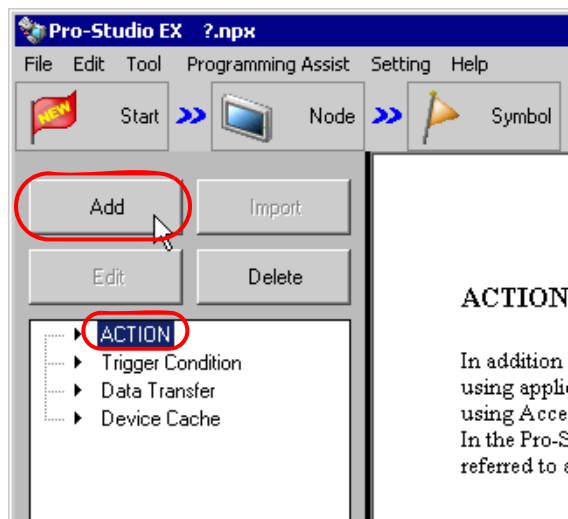 Pro-Studio EX ?.npx
File Edit Tool Programming Assist Setting Help
NEW Start Node Symbol
Add Import
Edit Delete
ACTION
Trigger Condition
Data Transfer
Device Cache
ACTION
In addition
using appli
using Acce
In the Pro-S
referred to a